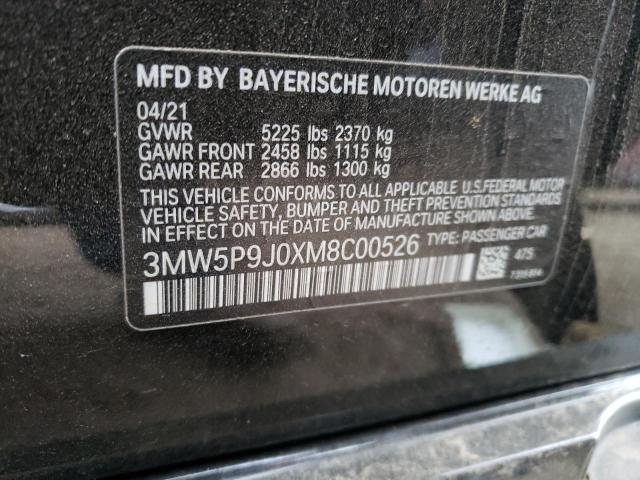 MFD BY BAYERISCHE MOTOREN WERKE AG
04/21
GVWR 5225 lbs 2370 kg
GAWR FRONT 2458 lbs 1115 kg
GAWR REAR 2866 lbs 1300 kg
THIS VEHICLE CONFORMS TO ALL APPLICABLE U.S.FEDERAL MOTOR
VEHICLE SAFETY, BUMPER AND THEFT PREVENTION STANDARDS
IN EFFECT ON THE DATE OF MANUFACTURE SHOWN ABOVE.
3MW5P9J0XM8C00526 TYPE: PASSENGER CAR
475